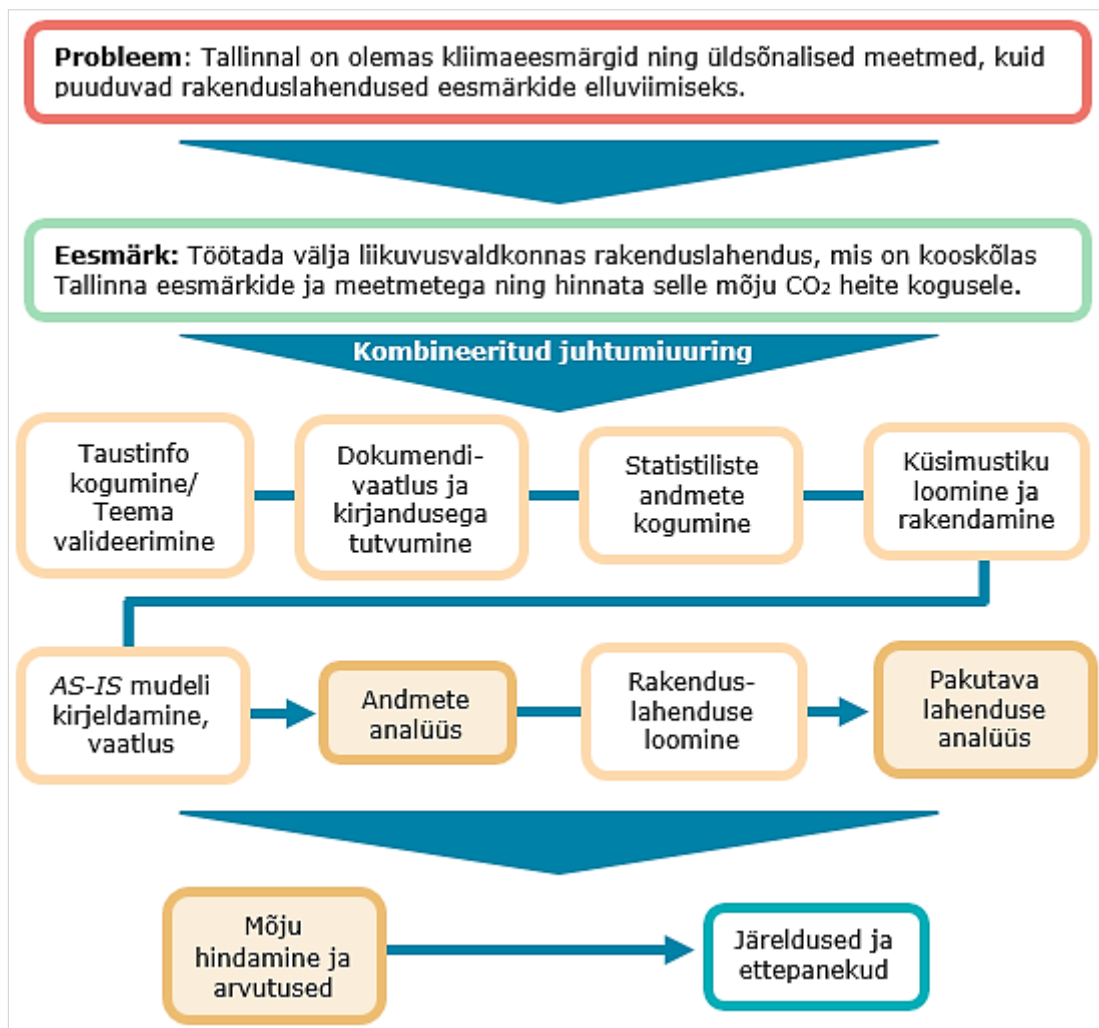 Probleem: Tallinnal on olemas kliimaeesmärgid ning üldsõnalised meetmed, kuid
puuduvad rakenduslahendused eesmärkide elluviimiseks.
Eesmärk: Töötada välja liikuvusvaldkonnas rakenduslahendus, mis on kooskõlas
Tallinna eesmärkide ja meetmetega ning hinnata selle mõju CO₂ heite kogusele.
Kombineeritud juhtumiuuring
Taustinfo
kogumine/
Teema
valideerimine
Dokumendi-
vaatlus ja
kirjandusega
tutvumine
Statistiliste
andmete
kogumine
Küsimustiku
loomine ja
rakendamine
AS-IS mudeli
kirjeldamine,
vaatlus
Andmete
analüüs
Rakendus-
lahenduse
loomine
Pakutava
lahenduse
analüüs
Mõju
hindamine ja
arvutused
Järeldused ja
ettepanekud